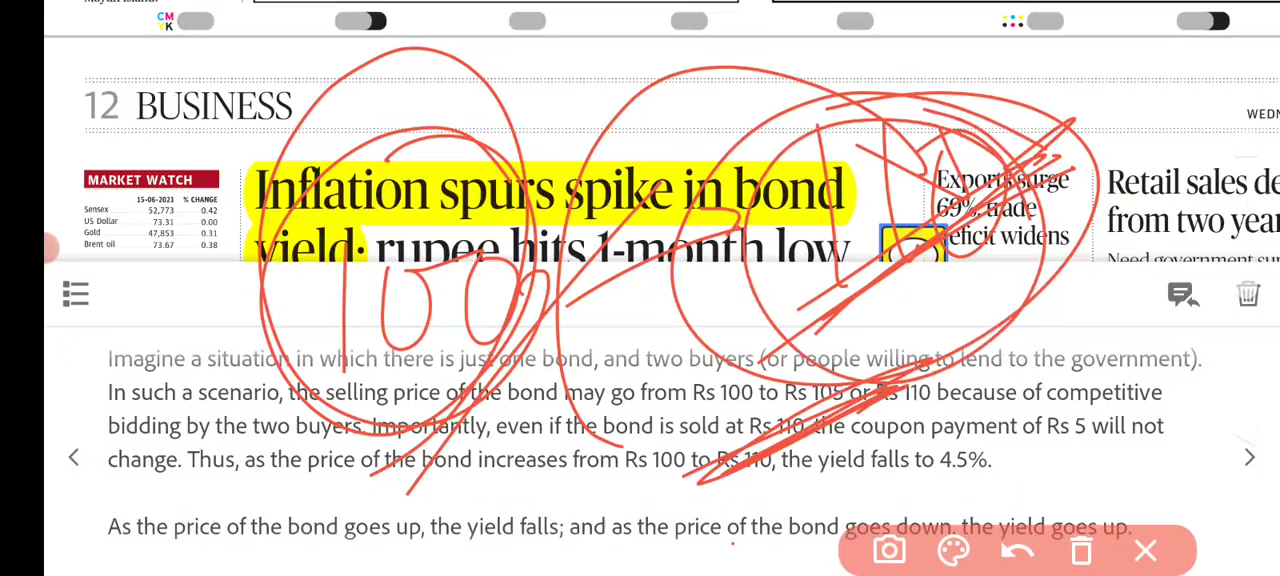 CM
YK
12 BUSINESS
WEDN
MARKET WATCH
15-06-2021 % CHANGE
Sensex 52,773 0.42
US Dollar 73.31 0.00
Gold 47,853 0.31
Brent oil 73.67 0.38
Inflation spurs spike in bond
yield; rupee hits 1-month low
Exports surge
69%, trade
deficit widens
Retail sales de
from two year
Need government sup
100
Imagine a situation in which there is just one bond, and two buyers (or people willing to lend to the government).
In such a scenario, the selling price of the bond may go from Rs 100 to Rs 105 or Rs 110 because of competitive
bidding by the two buyers. Importantly, even if the bond is sold at Rs 110, the coupon payment of Rs 5 will not
change. Thus, as the price of the bond increases from Rs 100 to Rs 110, the yield falls to 4.5%.
As the price of the bond goes up, the yield falls; and as the price of the bond goes down, the yield goes up.